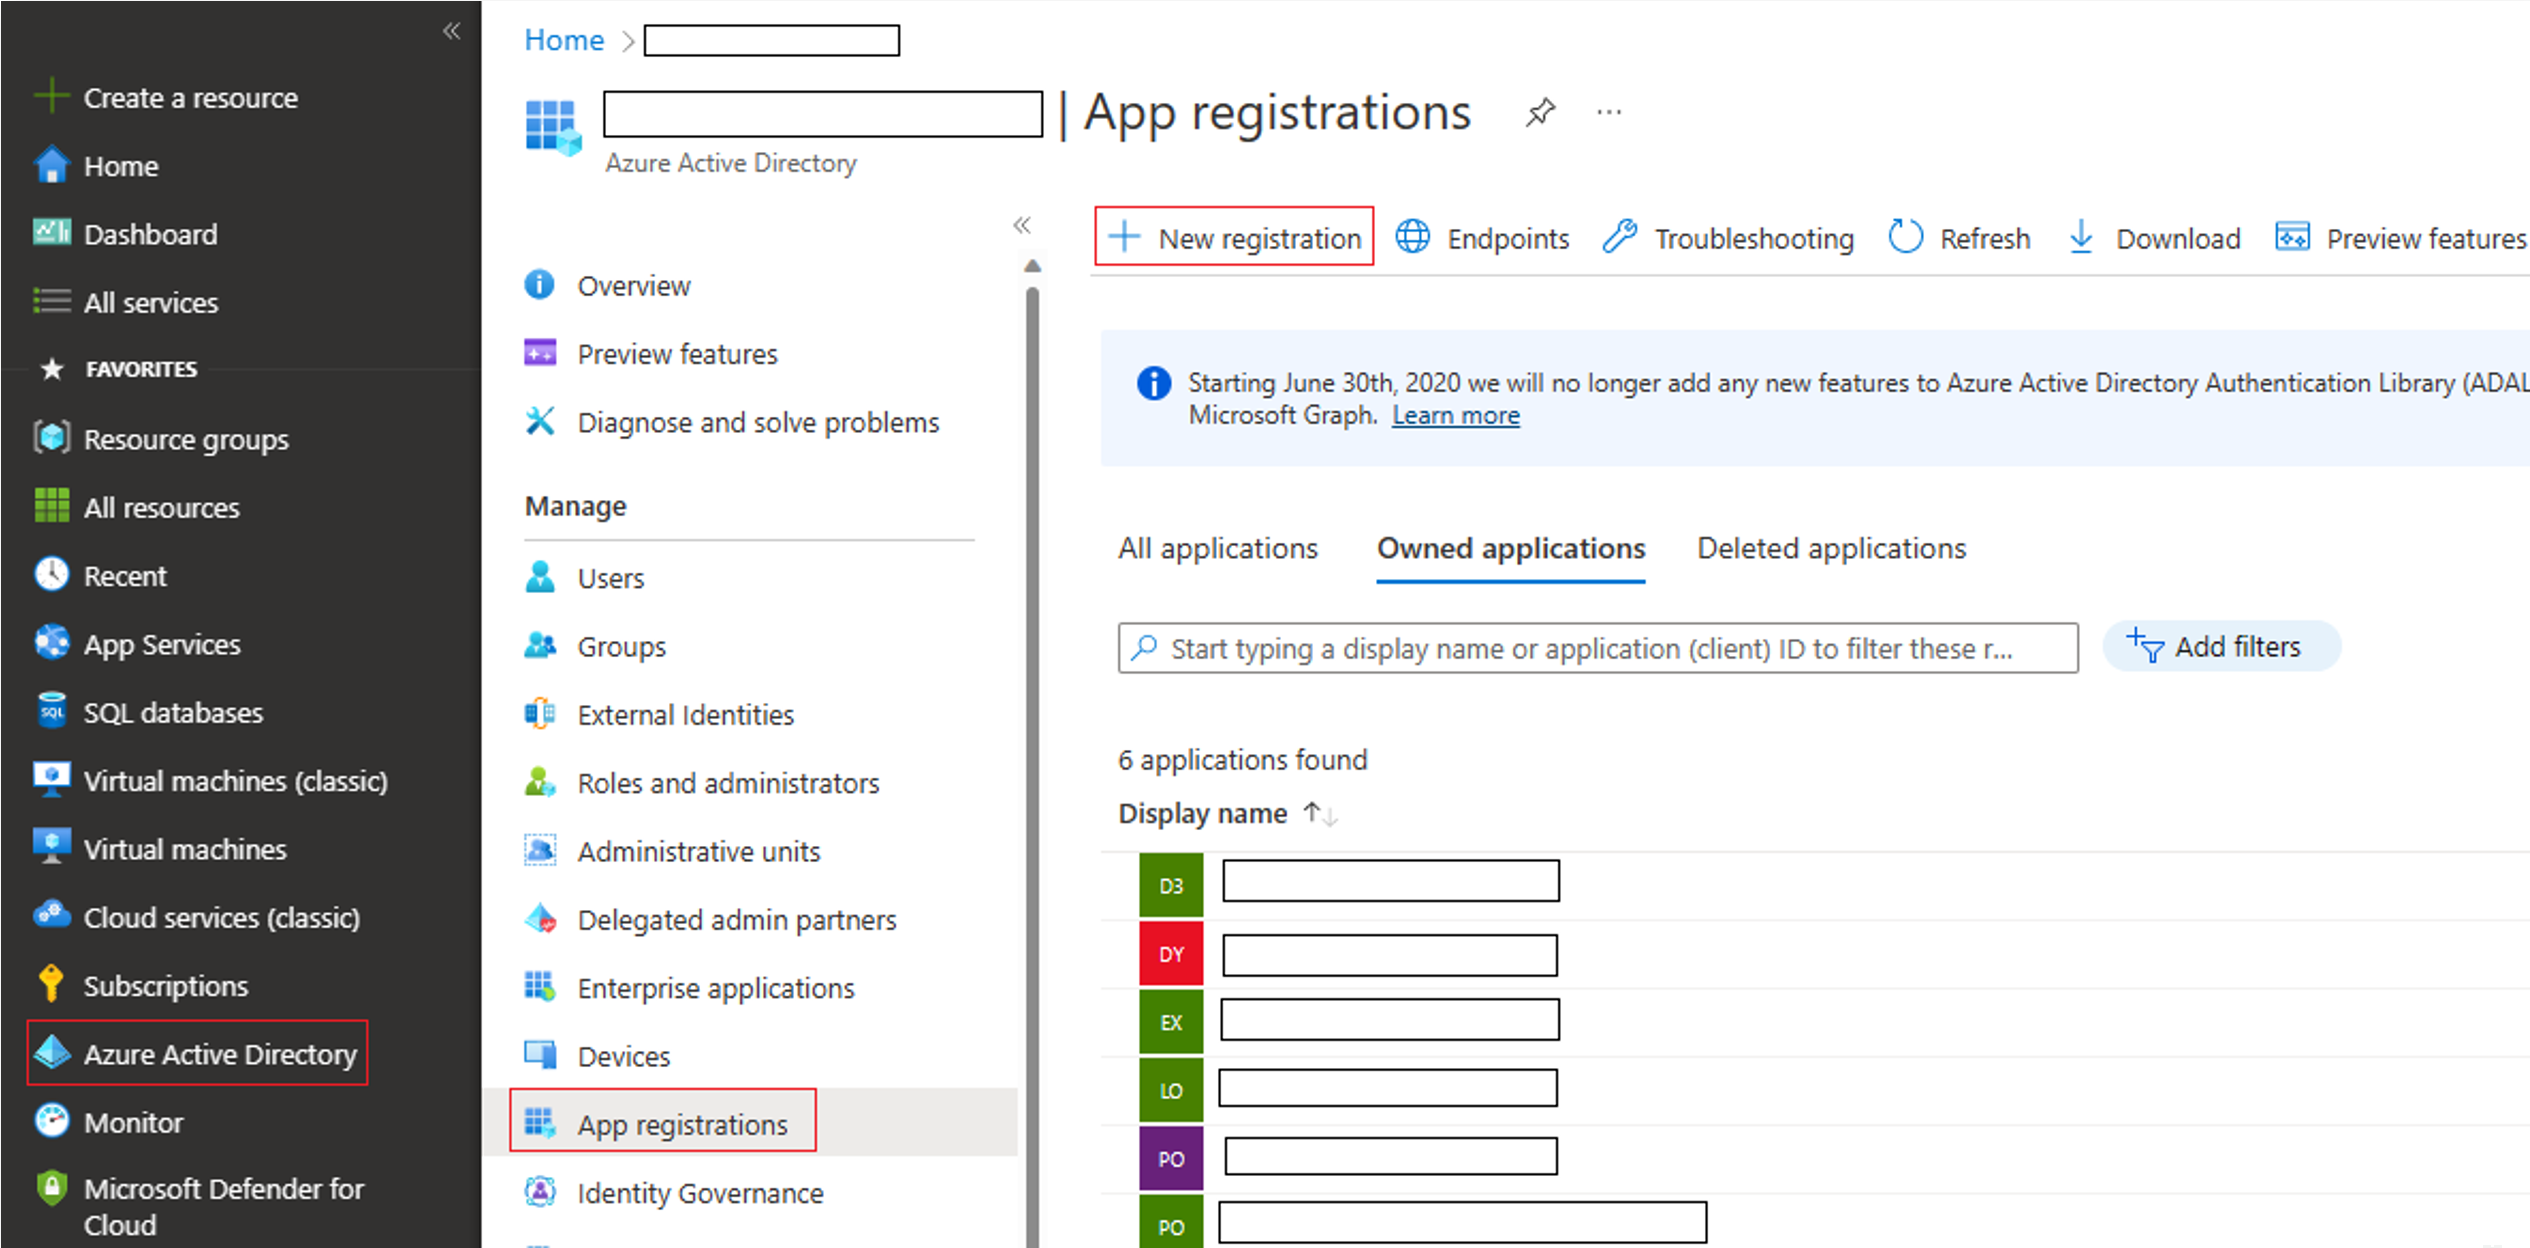 Create a resource
Home
Dashboard
All services
FAVORITES
Resource groups
All resources
Recent
App Services
SQL databases
Virtual machines (classic)
Virtual machines
Cloud services (classic)
Subscriptions
Azure Active Directory
Monitor
Microsoft Defender for
Cloud
Home
| App registrations
Azure Active Directory
Overview
Preview features
Diagnose and solve problems
Manage
Users
Groups
External Identities
Roles and administrators
Administrative units
Delegated admin partners
Enterprise applications
Devices
App registrations
Identity Governance
New registration
Endpoints
Troubleshooting
Refresh
Download
Preview features
Starting June 30th, 2020 we will no longer add any new features to Azure Active Directory Authentication Library (ADAL
Microsoft Graph. Learn more
All applications
Owned applications
Deleted applications
Start typing a display name or application (client) ID to filter these r...
Add filters
6 applications found
Display name
D3
DY
EX
LO
PO
PO